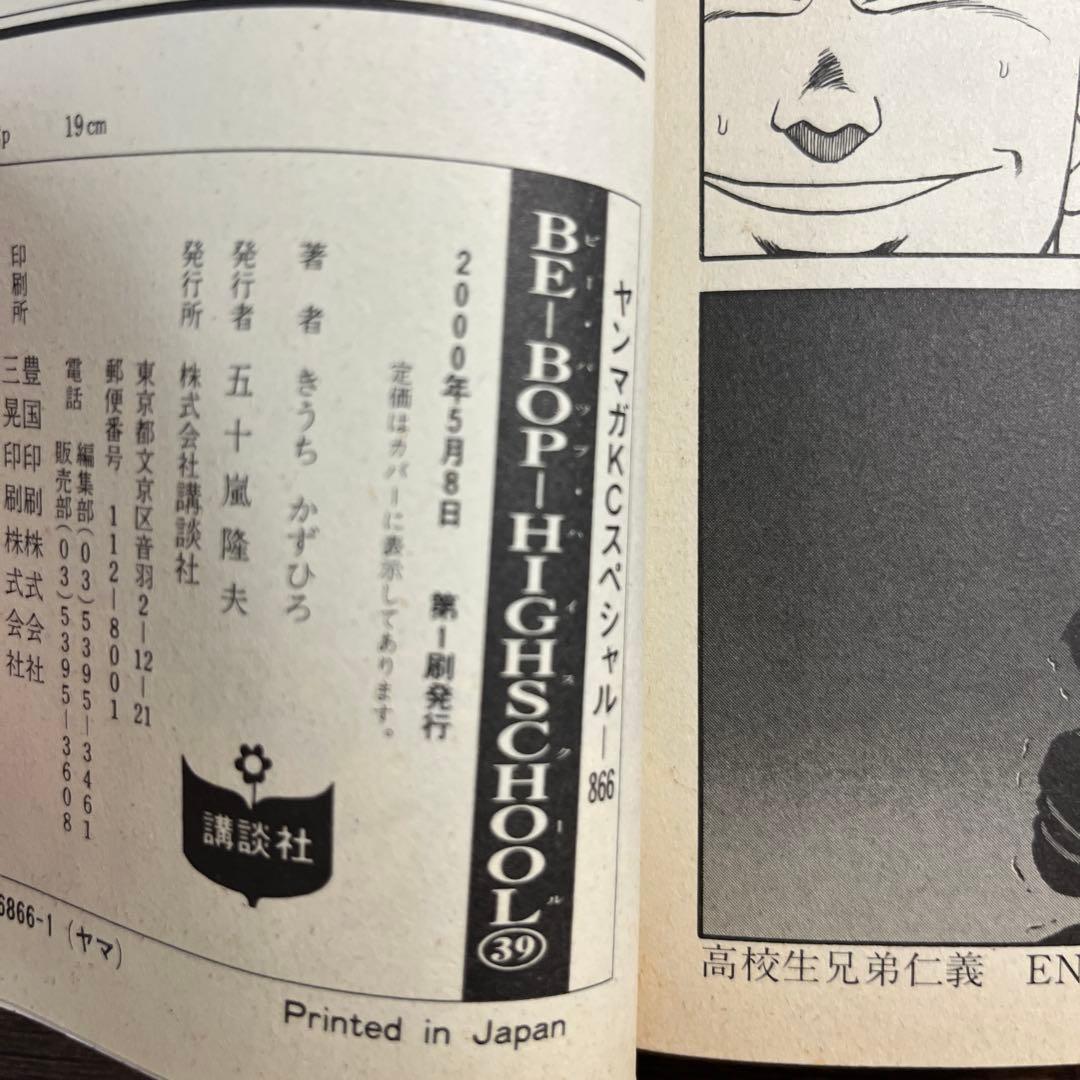 19cm
ヤンマガKCスペシャル―866
BE-BOP-HIGHSCHOOL㊴
ビー・バップ・ハイスクール
2000年5月8日 第1刷発行
定価はカバーに表示してあります。
著者 きうち かずひろ
発行者 五十嵐隆夫
発行所 株式会社講談社
東京都文京区音羽2―12―21
郵便番号 112―8001
電話 編集部(03)5395―3461
販売部(03)5395―3608
印刷所 豊国印刷株式会社
三晃印刷株式会社
講談社
6866-1 (ヤマ)
Printed in Japan
高校生兄弟仁義 EN